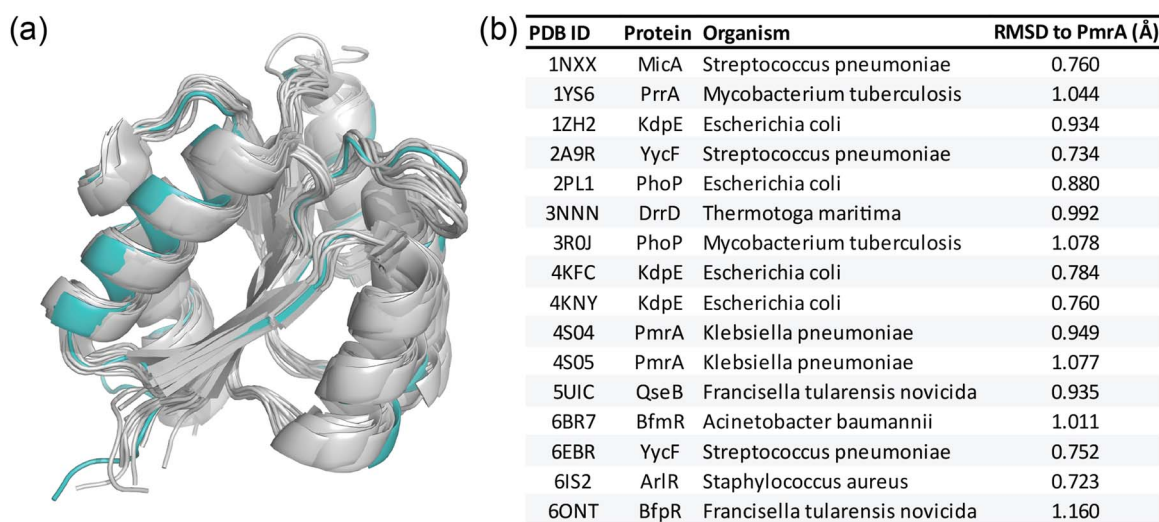 (a)
(b)
PDB ID Protein Organism RMSD to PmrA (Å)
1NXX MicA Streptococcus pneumoniae 0.760
1YS6 PrrA Mycobacterium tuberculosis 1.044
1ZH2 KdpE Escherichia coli 0.934
2A9R YycF Streptococcus pneumoniae 0.734
2PL1 PhoP Escherichia coli 0.880
3NNN DrrD Thermotoga maritima 0.992
3R0J PhoP Mycobacterium tuberculosis 1.078
4KFC KdpE Escherichia coli 0.784
4KNY KdpE Escherichia coli 0.760
4S04 PmrA Klebsiella pneumoniae 0.949
4S05 PmrA Klebsiella pneumoniae 1.077
5UIC QseB Francisella tularensis novicida 0.935
6BR7 BfmR Acinetobacter baumannii 1.011
6EBR YycF Streptococcus pneumoniae 0.752
6IS2 ArlR Staphylococcus aureus 0.723
6ONT BfpR Francisella tularensis novicida 1.160